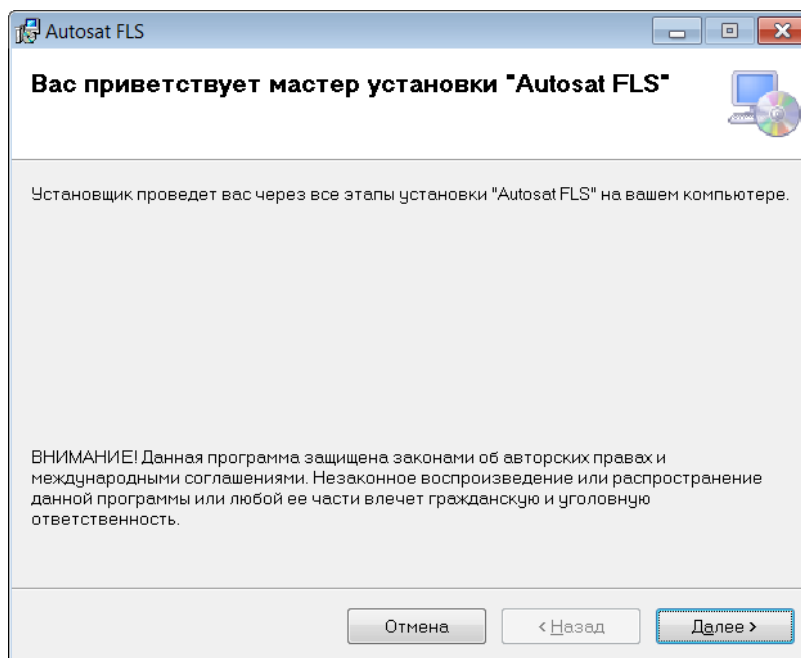 Autosat FLS
Вас приветствует мастер установки "Autosat FLS"
Установщик проведет вас через все этапы установки "Autosat FLS" на вашем компьютере.
ВНИМАНИЕ! Данная программа защищена законами об авторских правах и
международными соглашениями. Незаконное воспроизведение или распространение
данной программы или любой ее части влечет гражданскую и уголовную
ответственность.
Отмена
< Назад
Далее >